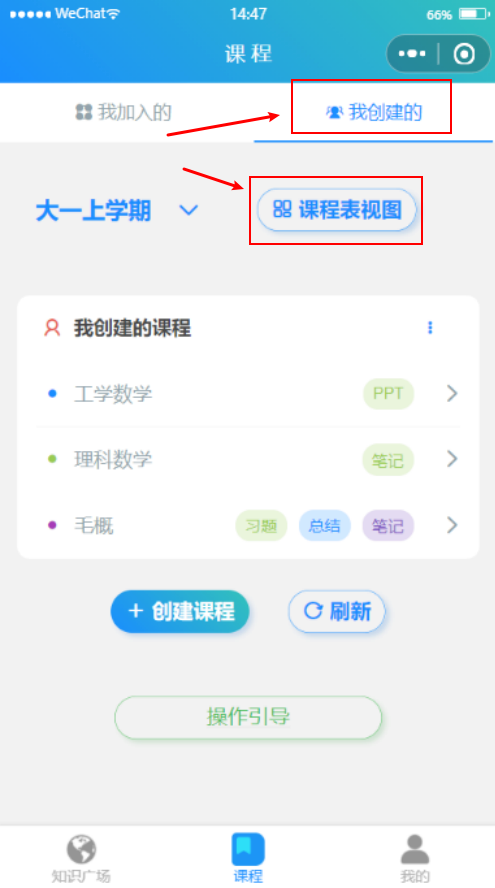 WeChat 14:47 66%
课程
我加入的 我创建的
大一上学期 课程表视图
我创建的课程
工学数学 PPT
理科数学 笔记
毛概 习题 总结 笔记
+ 创建课程 刷新
操作引导
知识广场 课程 我的